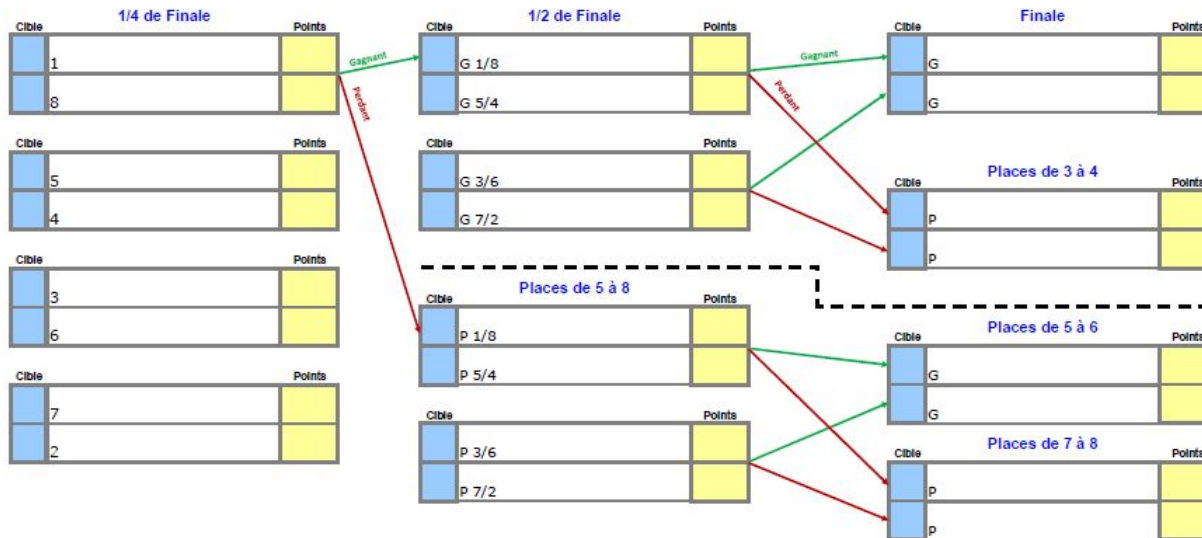 1/4 de Finale
Cible Points
1
8
Cible Points
5
4
Cible Points
3
6
Cible Points
7
2
Gagnant
Perdant
1/2 de Finale
Cible Points
G 1/8
G 5/4
Cible Points
G 3/6
G 7/2
Places de 5 à 8
Cible Points
P 1/8
P 5/4
Cible Points
P 3/6
P 7/2
Gagnant
Perdant
Finale
Cible Points
G
G
Places de 3 à 4
Cible Points
P
P
Places de 5 à 6
Cible Points
G
G
Places de 7 à 8
Cible Points
P
P